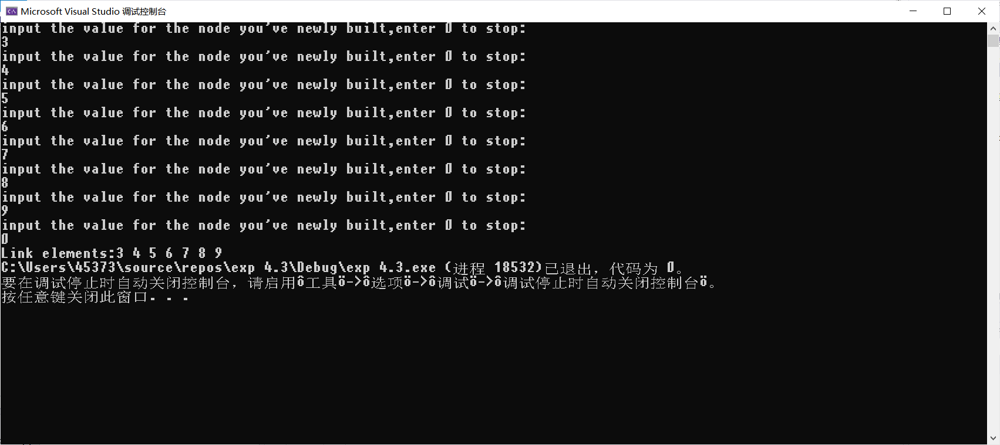 Microsoft Visual Studio 调试控制台
input the value for the node you've newly built,enter 0 to stop:
3
input the value for the node you've newly built,enter 0 to stop:
4
input the value for the node you've newly built,enter 0 to stop:
5
input the value for the node you've newly built,enter 0 to stop:
6
input the value for the node you've newly built,enter 0 to stop:
7
input the value for the node you've newly built,enter 0 to stop:
8
input the value for the node you've newly built,enter 0 to stop:
9
input the value for the node you've newly built,enter 0 to stop:
0
Link elements:3 4 5 6 7 8 9
C:\Users\45373\source\repos\exp 4.3\Debug\exp 4.3.exe (进程 18532)已退出，代码为 0。
要在调试停止时自动关闭控制台，请启用ô工具ö->ô选项ö->ô调试ö->ô调试停止时自动关闭控制台ö。
按任意键关闭此窗口. . .